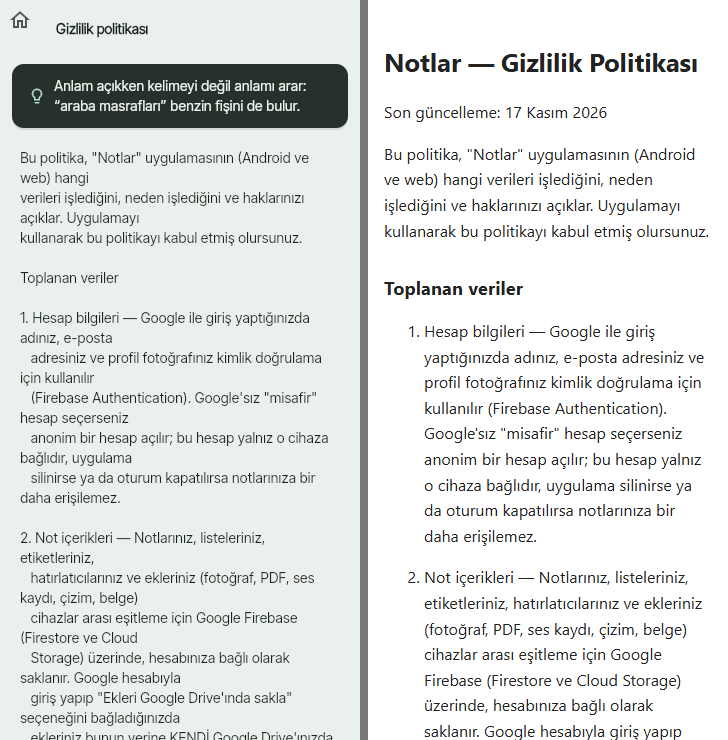 Gizlilik politikası
Anlam açıkken kelimeyi değil anlamı arar:
“araba masrafları” benzin fişini de bulur.
Bu politika, "Notlar" uygulamasının (Android ve
web) hangi
verileri işlediğini, neden işlediğini ve haklarınızı
açıklar. Uygulamayı
kullanarak bu politikayı kabul etmiş olursunuz.
Toplanan veriler
1. Hesap bilgileri — Google ile giriş yaptığınızda
adınız, e-posta
adresiniz ve profil fotoğrafınız kimlik doğrulama
için kullanılır
(Firebase Authentication). Google'sız "misafir"
hesap seçerseniz
anonim bir hesap açılır; bu hesap yalnız o cihaza
bağlıdır, uygulama
silinirse ya da oturum kapatılırsa notlarınıza bir
daha erişilemez.
2. Not içerikleri — Notlarınız, listeleriniz,
etiketleriniz,
hatırlatıcılarınız ve ekleriniz (fotoğraf, PDF, ses
kaydı, çizim, belge)
cihazlar arası eşitleme için Google Firebase
(Firestore ve Cloud
Storage) üzerinde, hesabınıza bağlı olarak
saklanır. Google hesabıyla
giriş yapıp "Ekleri Google Drive'ında sakla"
seçeneğini bağladığınızda
ekleriniz bunun yerine KENDİ Google Drive'ınızda
Notlar — Gizlilik Politikası
Son güncelleme: 17 Kasım 2026
Bu politika, "Notlar" uygulamasının (Android
ve web) hangi verileri işlediğini, neden
işlediğini ve haklarınızı açıklar. Uygulamayı
kullanarak bu politikayı kabul etmiş olursunuz.
Toplanan veriler
1. Hesap bilgileri — Google ile giriş
yaptığınızda adınız, e-posta adresiniz ve
profil fotoğrafınız kimlik doğrulama için
kullanılır (Firebase Authentication).
Google'sız "misafir" hesap seçerseniz
anonim bir hesap açılır; bu hesap yalnız
o cihaza bağlıdır, uygulama silinirse ya
da oturum kapatılırsa notlarınıza bir
daha erişilemez.
2. Not içerikleri — Notlarınız, listeleriniz,
etiketleriniz, hatırlatıcılarınız ve ekleriniz
(fotoğraf, PDF, ses kaydı, çizim, belge)
cihazlar arası eşitleme için Google
Firebase (Firestore ve Cloud Storage)
üzerinde, hesabınıza bağlı olarak
saklanır. Google hesabıyla giriş yapıp